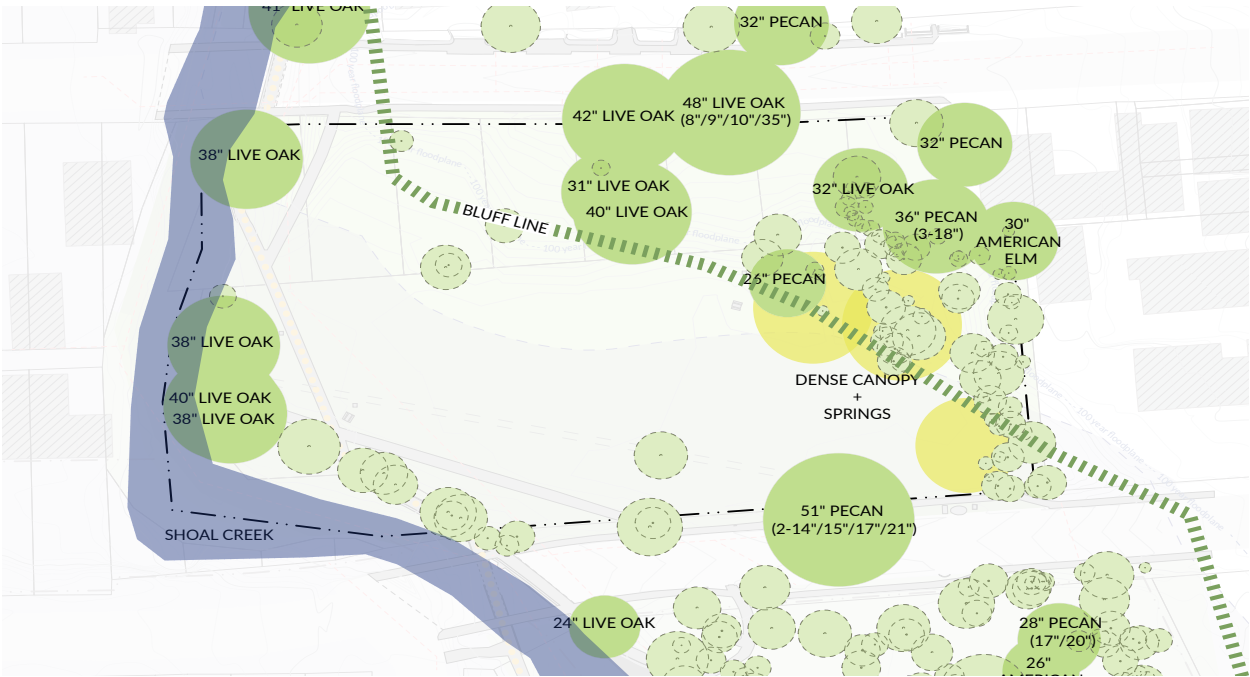 41" LIVE OAK
32" PECAN
42" LIVE OAK
48" LIVE OAK
(8"/9"/10"/35")
38" LIVE OAK
32" PECAN
31" LIVE OAK
40" LIVE OAK
32" LIVE OAK
36" PECAN
(3-18")
30"
AMERICAN
ELM
BLUFF LINE
26" PECAN
38" LIVE OAK
DENSE CANOPY
+
SPRINGS
40" LIVE OAK
38" LIVE OAK
51" PECAN
(2-14"/15"/17"/21")
SHOAL CREEK
24" LIVE OAK
28" PECAN
(17"/20")
26"
AMERICAN